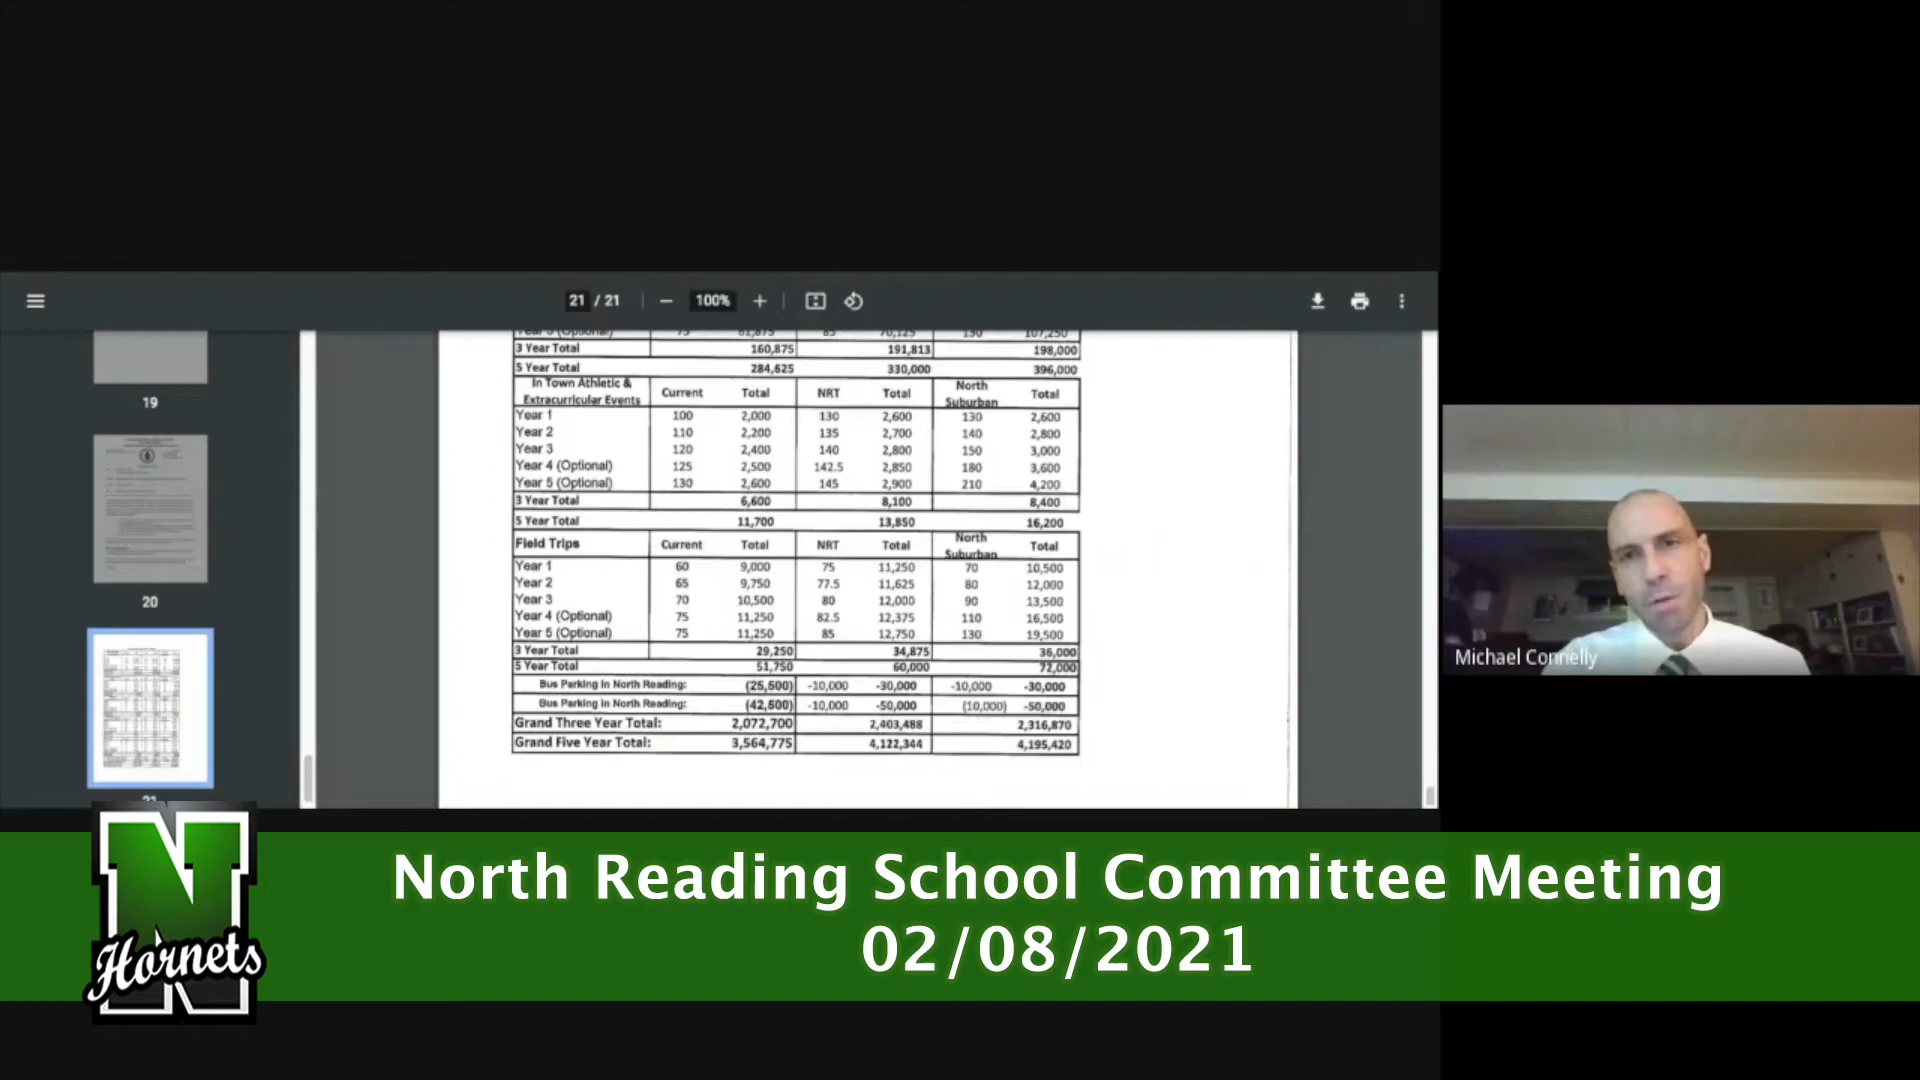 21 / 21
100%
Year 5 (Optional) 75 61,875 85 70,125 130 107,250
3 Year Total 160,875 191,813 198,000
5 Year Total 284,625 330,000 396,000
In Town Athletic & Extracurricular Events Current Total NRT Total North Suburban Total
Year 1 100 2,000 130 2,600 130 2,600
Year 2 110 2,200 135 2,700 140 2,800
Year 3 120 2,400 140 2,800 150 3,000
Year 4 (Optional) 125 2,500 142.5 2,850 180 3,600
Year 5 (Optional) 130 2,600 145 2,900 210 4,200
3 Year Total 6,600 8,100 8,400
5 Year Total 11,700 13,850 16,200
Field Trips Current Total NRT Total North Suburban Total
Year 1 60 9,000 75 11,250 70 10,500
Year 2 65 9,750 77.5 11,625 80 12,000
Year 3 70 10,500 80 12,000 90 13,500
Year 4 (Optional) 75 11,250 82.5 12,375 110 16,500
Year 5 (Optional) 75 11,250 85 12,750 130 19,500
3 Year Total 29,250 34,875 36,000
5 Year Total 51,750 60,000 72,000
Bus Parking in North Reading: (25,500) -10,000 -30,000 -10,000 -30,000
Bus Parking in North Reading: (42,500) -10,000 -50,000 (10,000) -50,000
Grand Three Year Total: 2,072,700 2,403,488 2,316,870
Grand Five Year Total: 3,564,775 4,122,344 4,195,420
19
20
21
Michael Connelly
N
Hornets
North Reading School Committee Meeting
02/08/2021